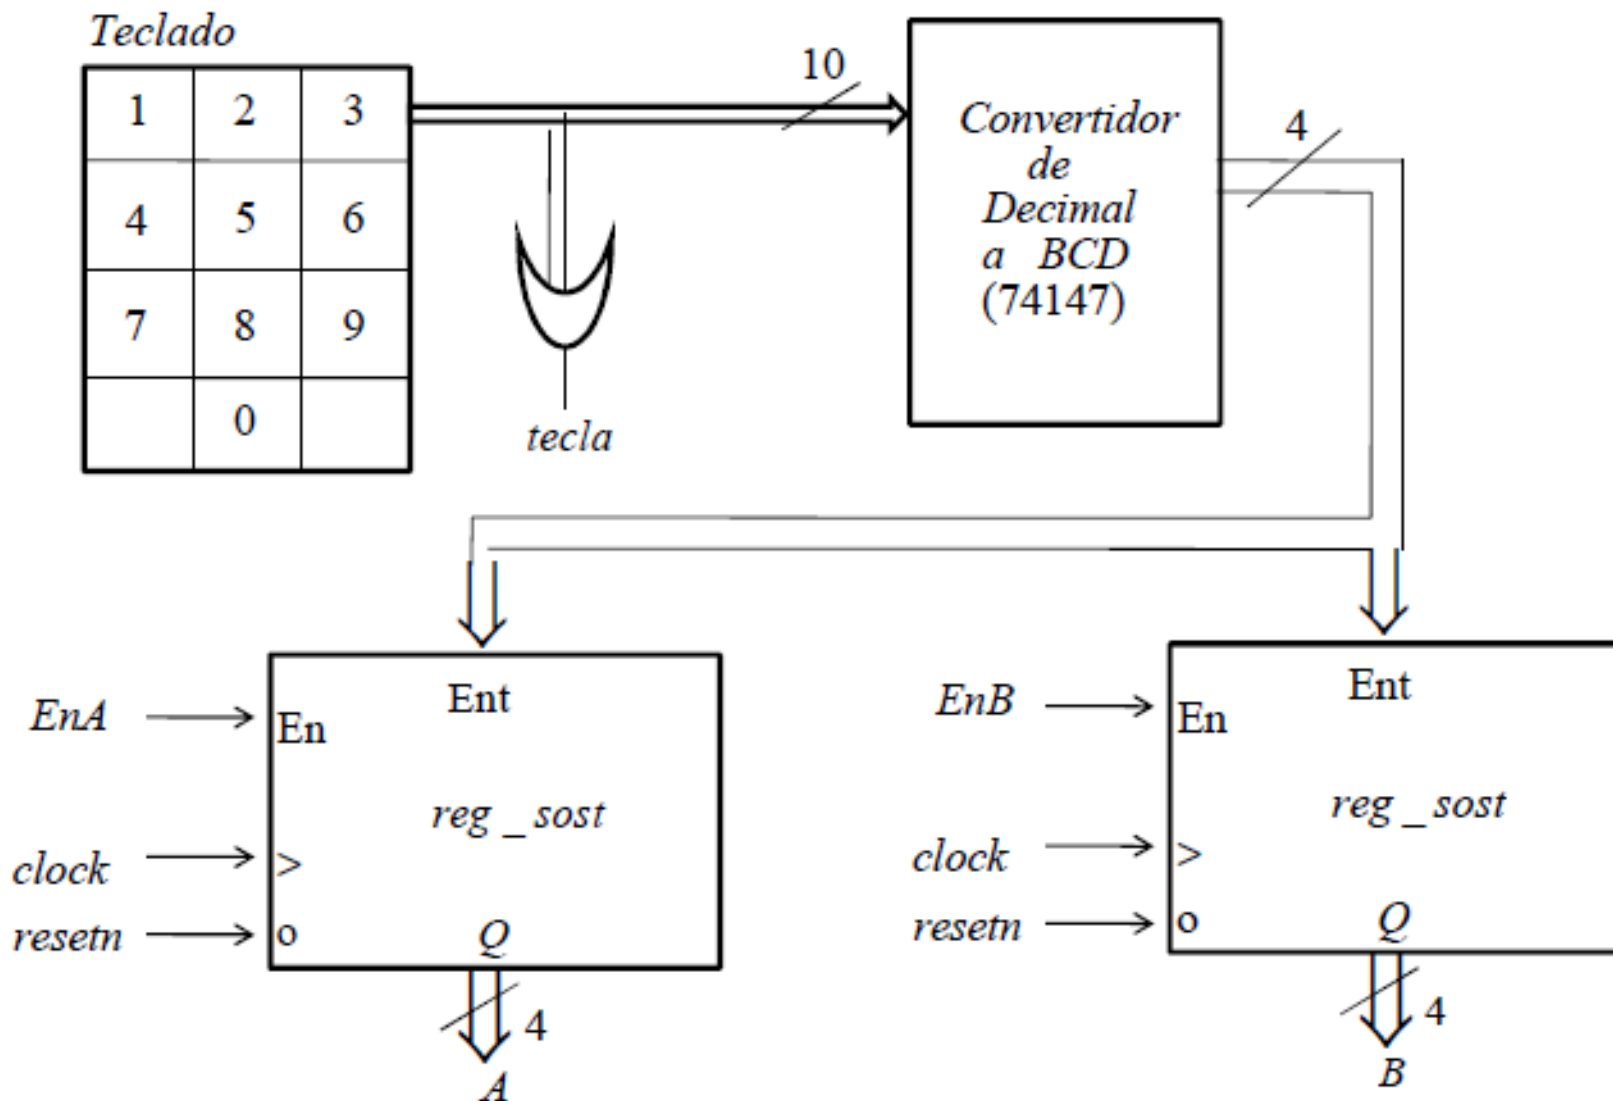 Teclado
1 2 3
4 5 6
7 8 9
0
10
tecla
Convertidor
de
Decimal
a BCD
(74147)
4
EnA
En
Ent
reg_sost
clock
>
resetn
o
Q
4
A
EnB
En
Ent
reg_sost
clock
>
resetn
o
Q
4
B